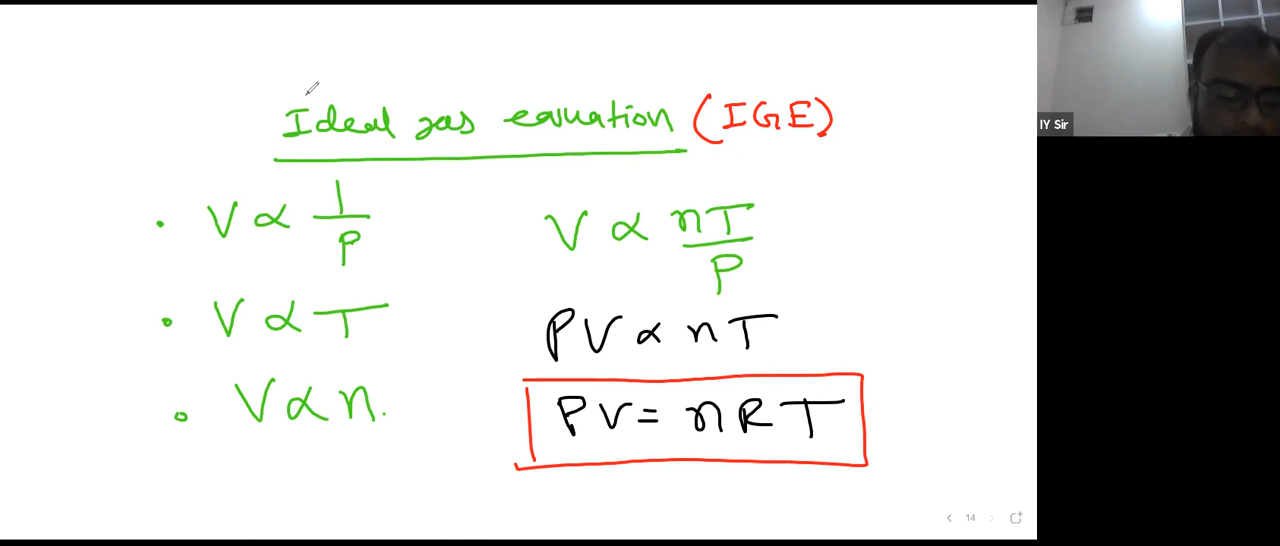 Ideal gas equation (IGE)
• V ∝ 1/P
• V ∝ T
• V ∝ n.
V ∝ nT/P
PV ∝ nT
PV = nRT
IY Sir
14